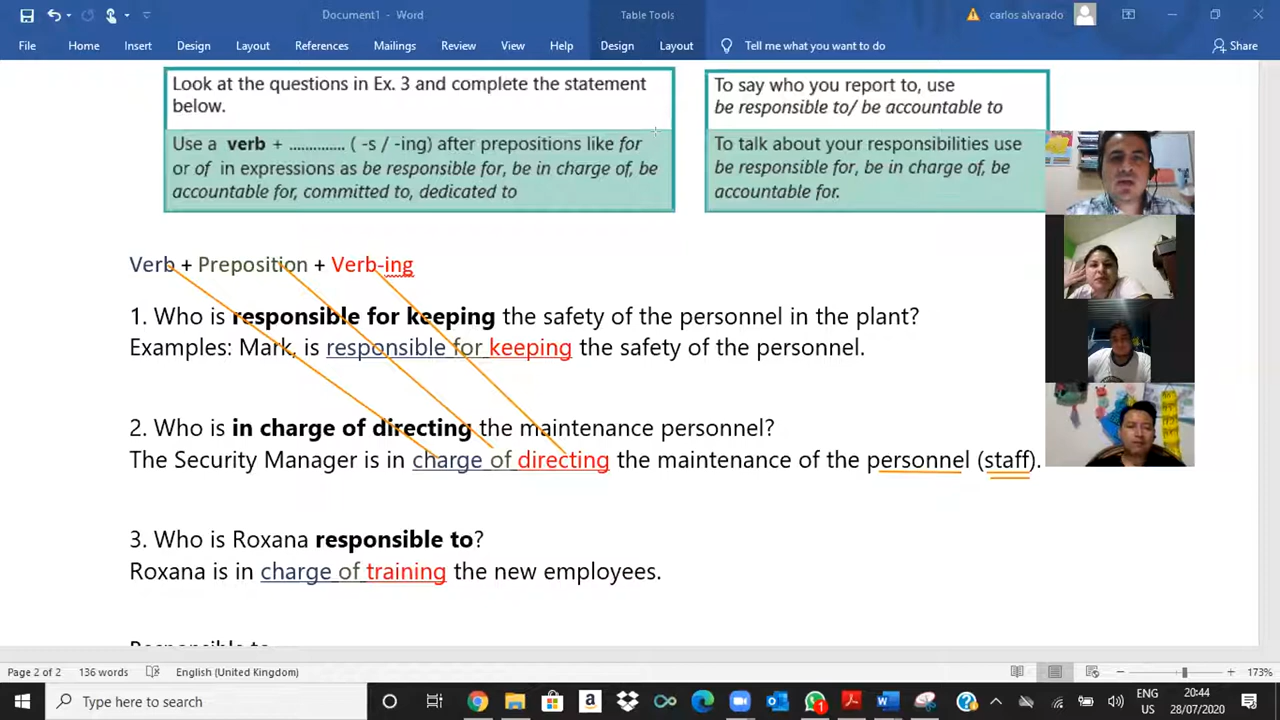 Document1 - Word
Table Tools
carlos alvarado
File Home Insert Design Layout References Mailings Review View Help Design Layout Tell me what you want to do Share
Look at the questions in Ex. 3 and complete the statement
below.
Use a verb + .............. ( -s / -ing) after prepositions like for
or of in expressions as be responsible for, be in charge of, be
accountable for, committed to, dedicated to
To say who you report to, use
be responsible to/ be accountable to
To talk about your responsibilities use
be responsible for, be in charge of, be
accountable for.
Verb + Preposition + Verb-ing
1. Who is responsible for keeping the safety of the personnel in the plant?
Examples: Mark, is responsible for keeping the safety of the personnel.
2. Who is in charge of directing the maintenance personnel?
The Security Manager is in charge of directing the maintenance of the personnel (staff).
3. Who is Roxana responsible to?
Roxana is in charge of training the new employees.
Responsible to
Page 2 of 2 136 words English (United Kingdom) 173%
Type here to search
ENG 20:44
US 28/07/2020